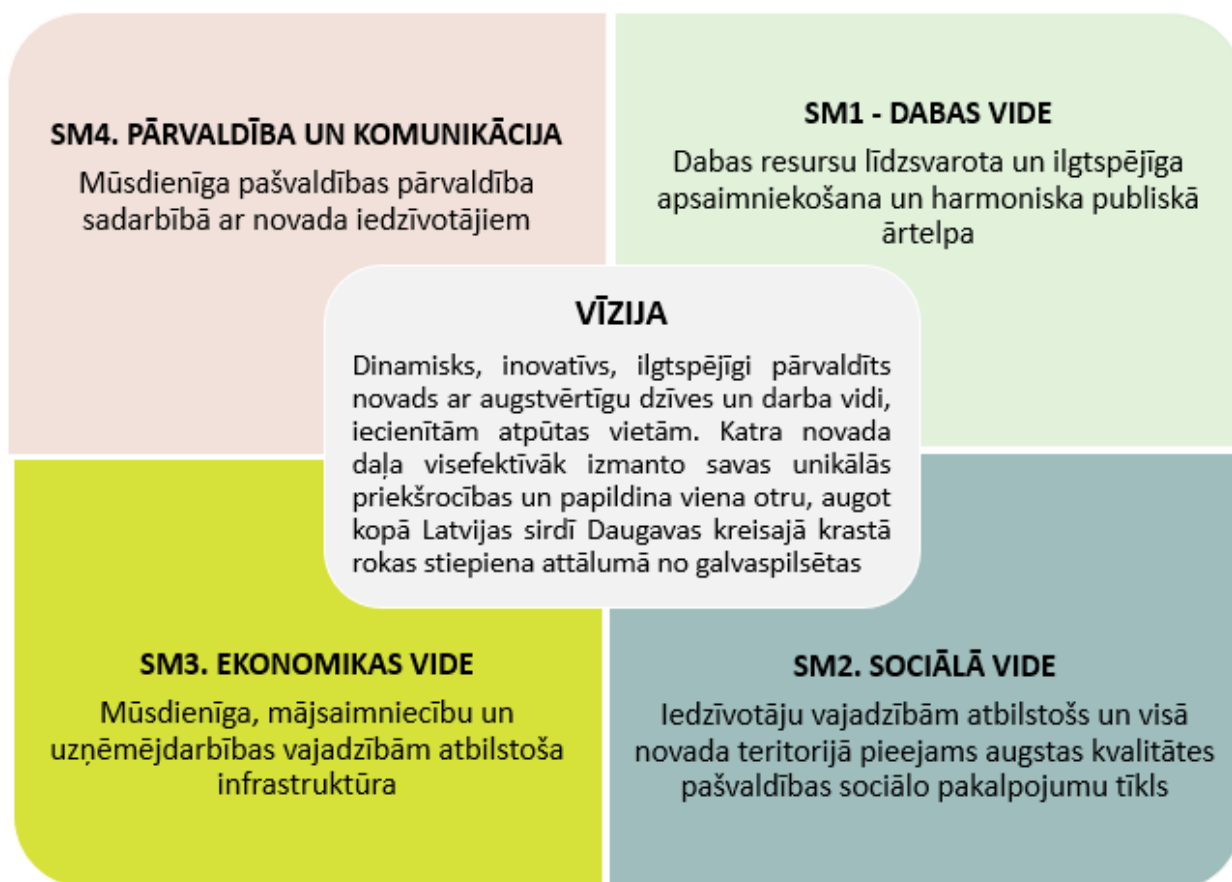 SM4. PĀRVALDĪBA UN KOMUNIKĀCIJA
Mūsdienīga pašvaldības pārvaldība
sadarbībā ar novada iedzīvotājiem
SM1 - DABAS VIDE
Dabas resursu līdzsvarota un ilgtspējīga
apsaimniekošana un harmoniska publiskā
ārtelpa
VĪZIJA
Dinamisks, inovatīvs, ilgtspējīgi pārvaldīts
novads ar augstvērtīgu dzīves un darba vidi,
iecienītām atpūtas vietām. Katra novada
daļa visefektīvāk izmanto savas unikālās
priekšrocības un papildina viena otru, augot
kopā Latvijas sirdī Daugavas kreisajā krastā
rokas stiepiena attālumā no galvaspilsētas
SM3. EKONOMIKAS VIDE
Mūsdienīga, mājsaimniecību un
uzņēmējdarbības vajadzībām atbilstoša
infrastruktūra
SM2. SOCIĀLĀ VIDE
Iedzīvotāju vajadzībām atbilstošs un visā
novada teritorijā pieejams augstas kvalitātes
pašvaldības sociālo pakalpojumu tīkls